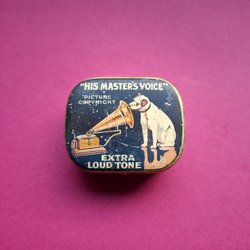 "HIS MASTER'S VOICE"
PICTURE
COPYRIGHT
EXTRA
LOUD TONE